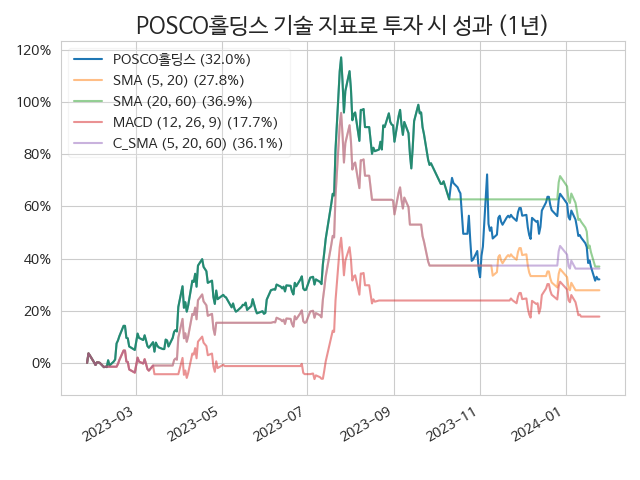 POSCO홀딩스 기술 지표로 투자 시 성과 (1년)
POSCO홀딩스 (32.0%)
SMA (5, 20) (27.8%)
SMA (20, 60) (36.9%)
MACD (12, 26, 9) (17.7%)
C_SMA (5, 20, 60) (36.1%)
120%
100%
80%
60%
40%
20%
0%
2023-03
2023-05
2023-07
2023-09
2023-11
2024-01